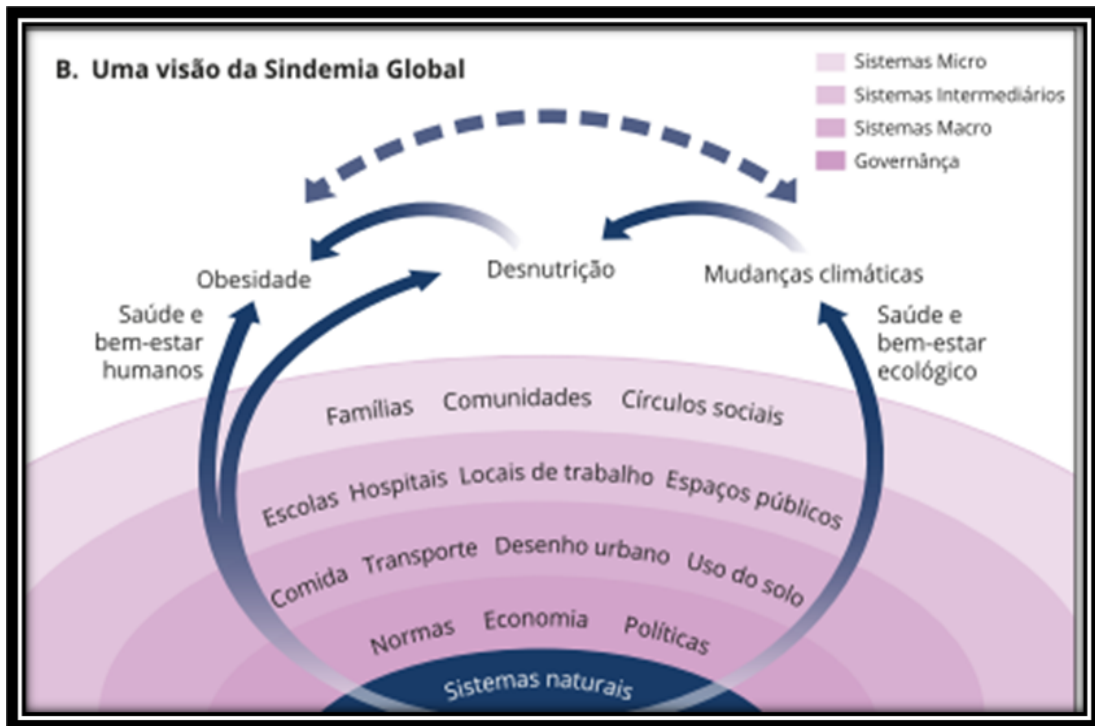 B. Uma visão da Sindemia Global
Sistemas Micro
Sistemas Intermediários
Sistemas Macro
Governânça
Obesidade
Desnutrição
Mudanças climáticas
Saúde e
bem-estar
humanos
Saúde e
bem-estar
ecológico
Famílias Comunidades Círculos sociais
Escolas Hospitais Locais de trabalho Espaços públicos
Comida Transporte Desenho urbano Uso do solo
Normas Economia Políticas
Sistemas naturais